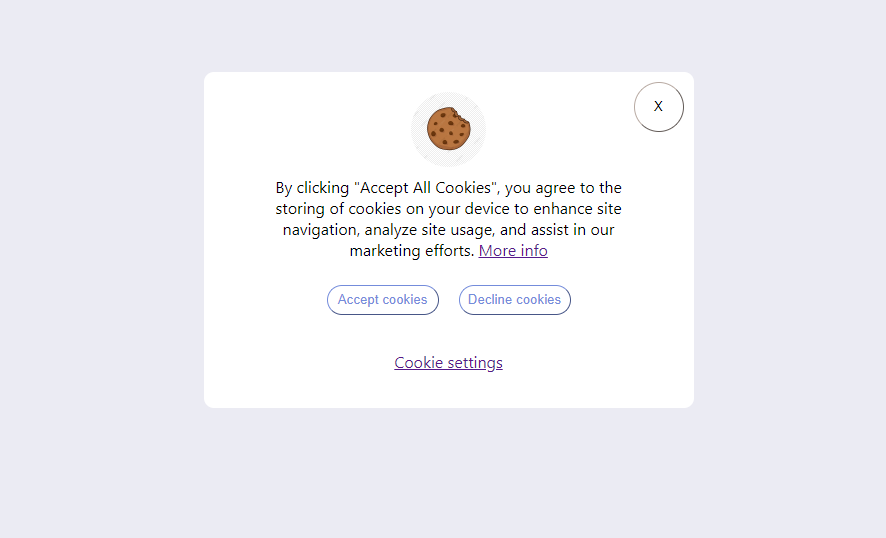 X
By clicking "Accept All Cookies", you agree to the
storing of cookies on your device to enhance site
navigation, analyze site usage, and assist in our
marketing efforts. More info
Accept cookies Decline cookies
Cookie settings